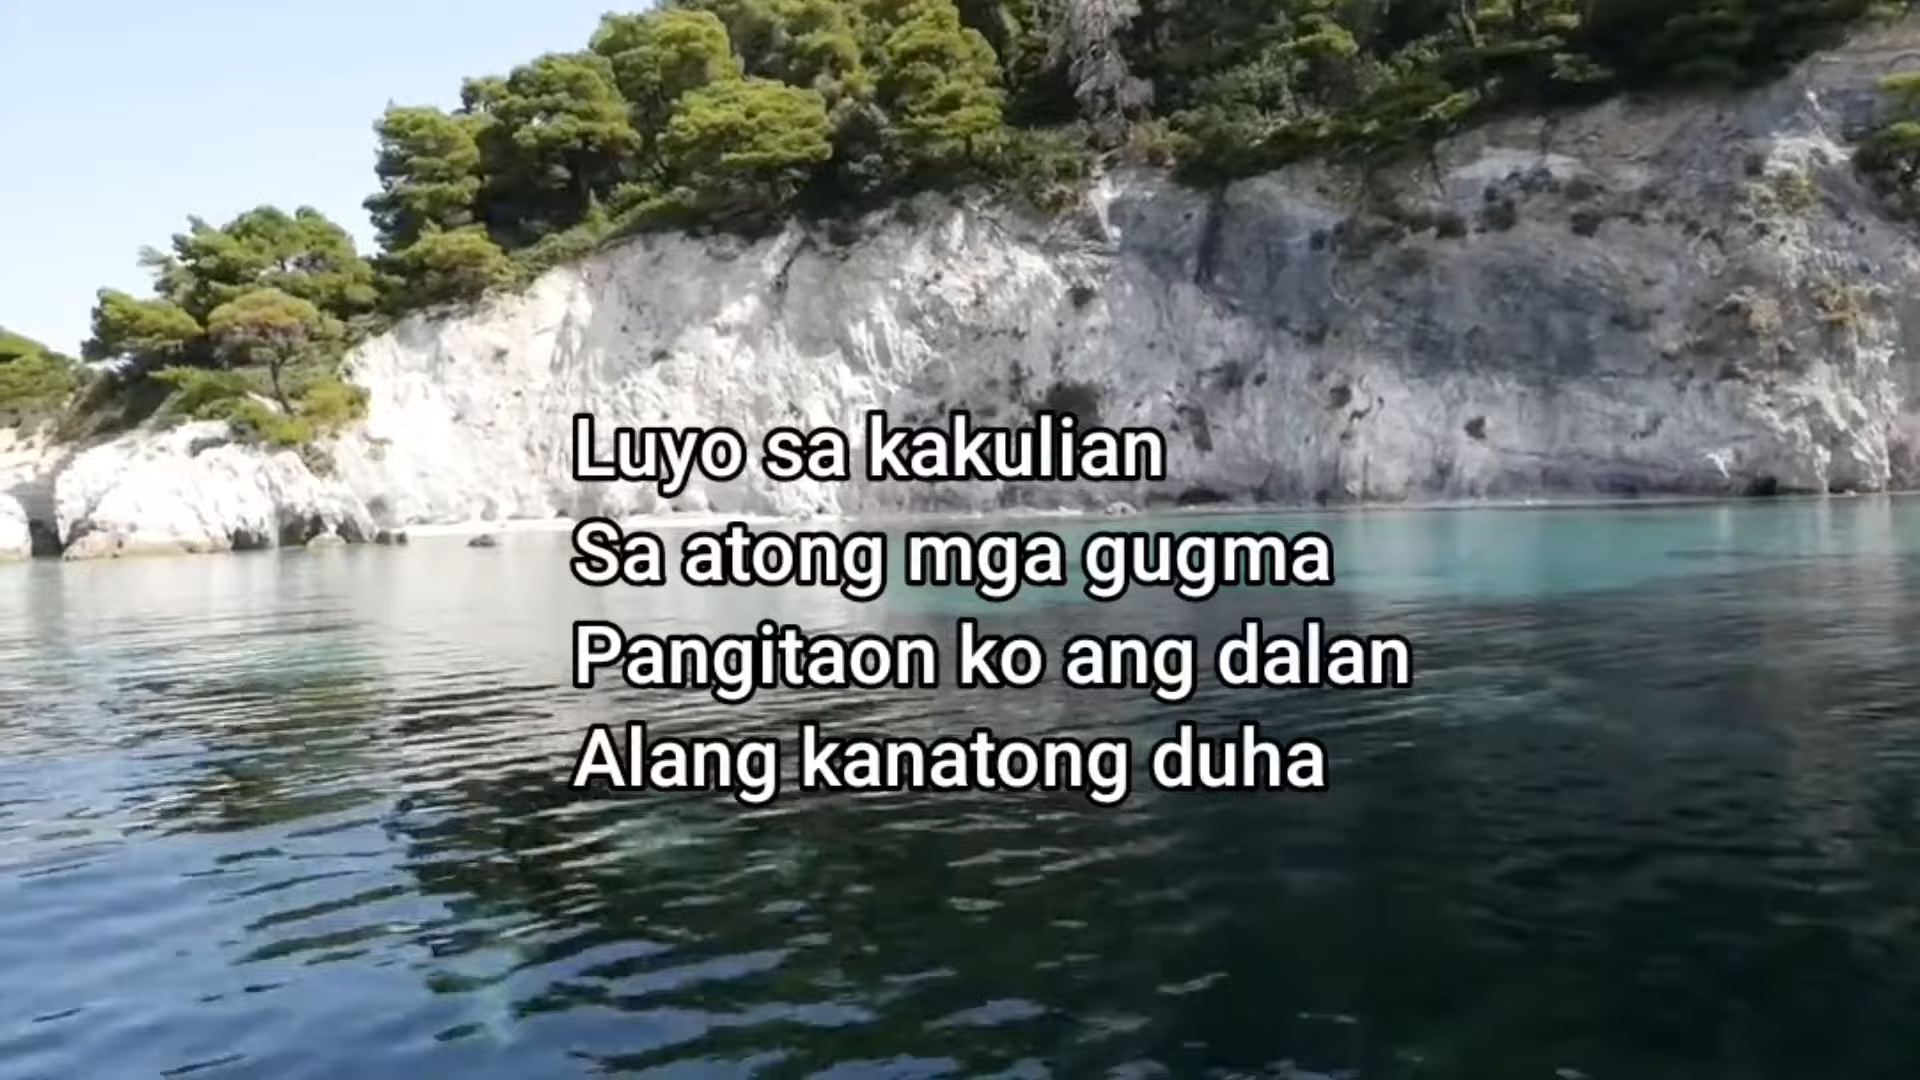 Luyo sa kakulian
Sa atong mga gugma
Pangitaon ko ang dalan
Alang kanatong duha